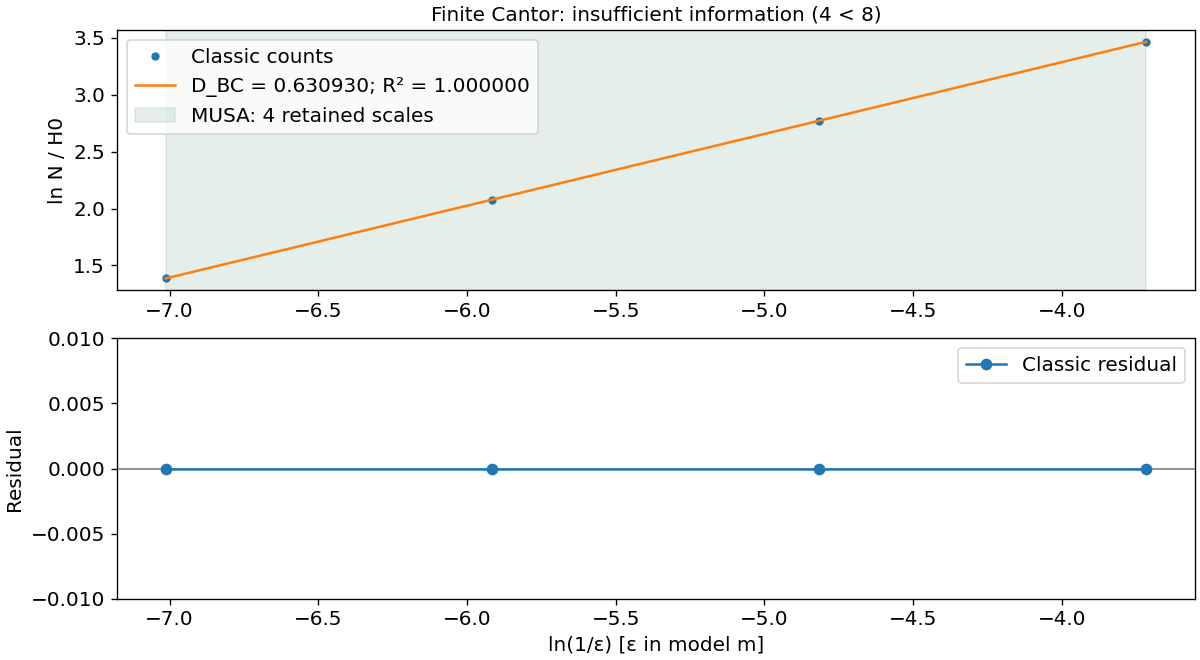 Finite Cantor: insufficient information (4 < 8)
Classic counts
D_BC = 0.630930; R² = 1.000000
MUSA: 4 retained scales
ln N / H0
3.5
3.0
2.5
2.0
1.5
−7.0 −6.5 −6.0 −5.5 −5.0 −4.5 −4.0
Classic residual
Residual
0.010
0.005
0.000
−0.005
−0.010
−7.0 −6.5 −6.0 −5.5 −5.0 −4.5 −4.0
ln(1/ε) [ε in model m]